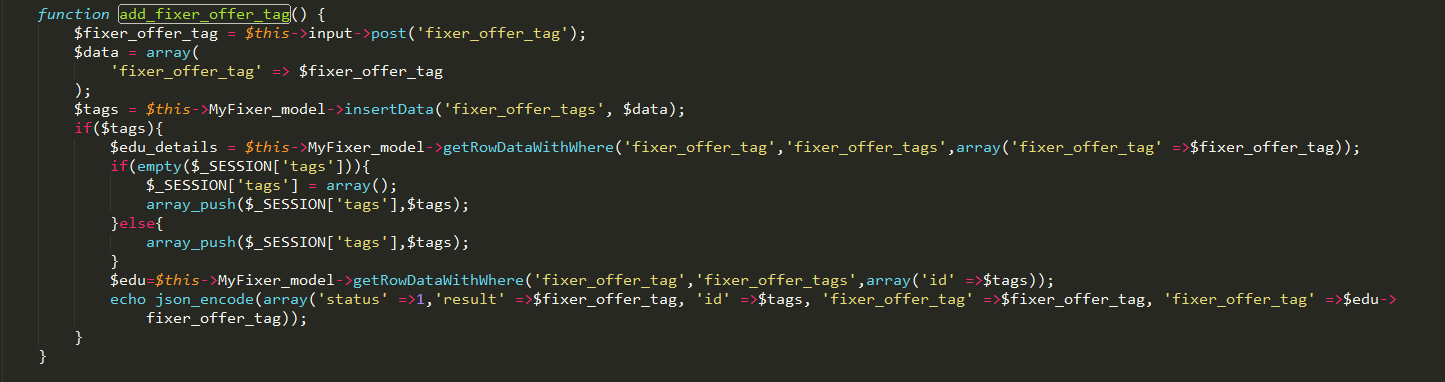 function add_fixer_offer_tag() {
$fixer_offer_tag = $this->input->post('fixer_offer_tag');
$data = array(
'fixer_offer_tag' => $fixer_offer_tag
);
$tags = $this->MyFixer_model->insertData('fixer_offer_tags', $data);
if($tags){
$edu_details = $this->MyFixer_model->getRowDataWithWhere('fixer_offer_tag','fixer_offer_tags',array('fixer_offer_tag' =>$fixer_offer_tag));
if(empty($_SESSION['tags'])){
$_SESSION['tags'] = array();
array_push($_SESSION['tags'],$tags);
}else{
array_push($_SESSION['tags'],$tags);
}
$edu=$this->MyFixer_model->getRowDataWithWhere('fixer_offer_tag','fixer_offer_tags',array('id' =>$tags));
echo json_encode(array('status' =>1,'result' =>$fixer_offer_tag, 'id' =>$tags, 'fixer_offer_tag' =>$fixer_offer_tag, 'fixer_offer_tag' =>$edu->
fixer_offer_tag));
}
}